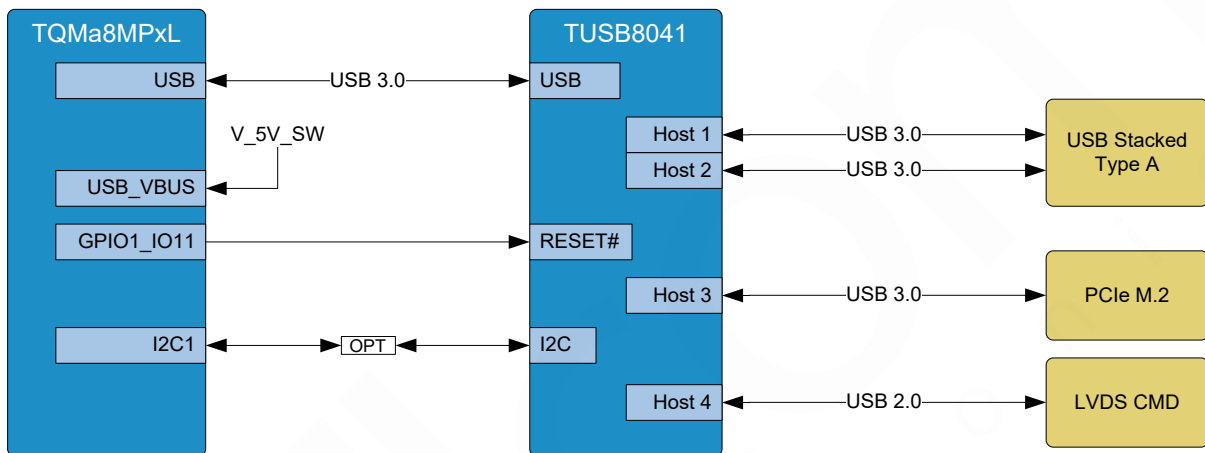 TQMa8MPxL
TUSB8041
USB
USB 3.0
USB
V_5V_SW
USB_VBUS
Host 1
USB 3.0
Host 2
USB 3.0
USB Stacked
Type A
GPIO1_IO11
RESET#
Host 3
USB 3.0
PCIe M.2
I2C1
OPT
I2C
Host 4
USB 2.0
LVDS CMD